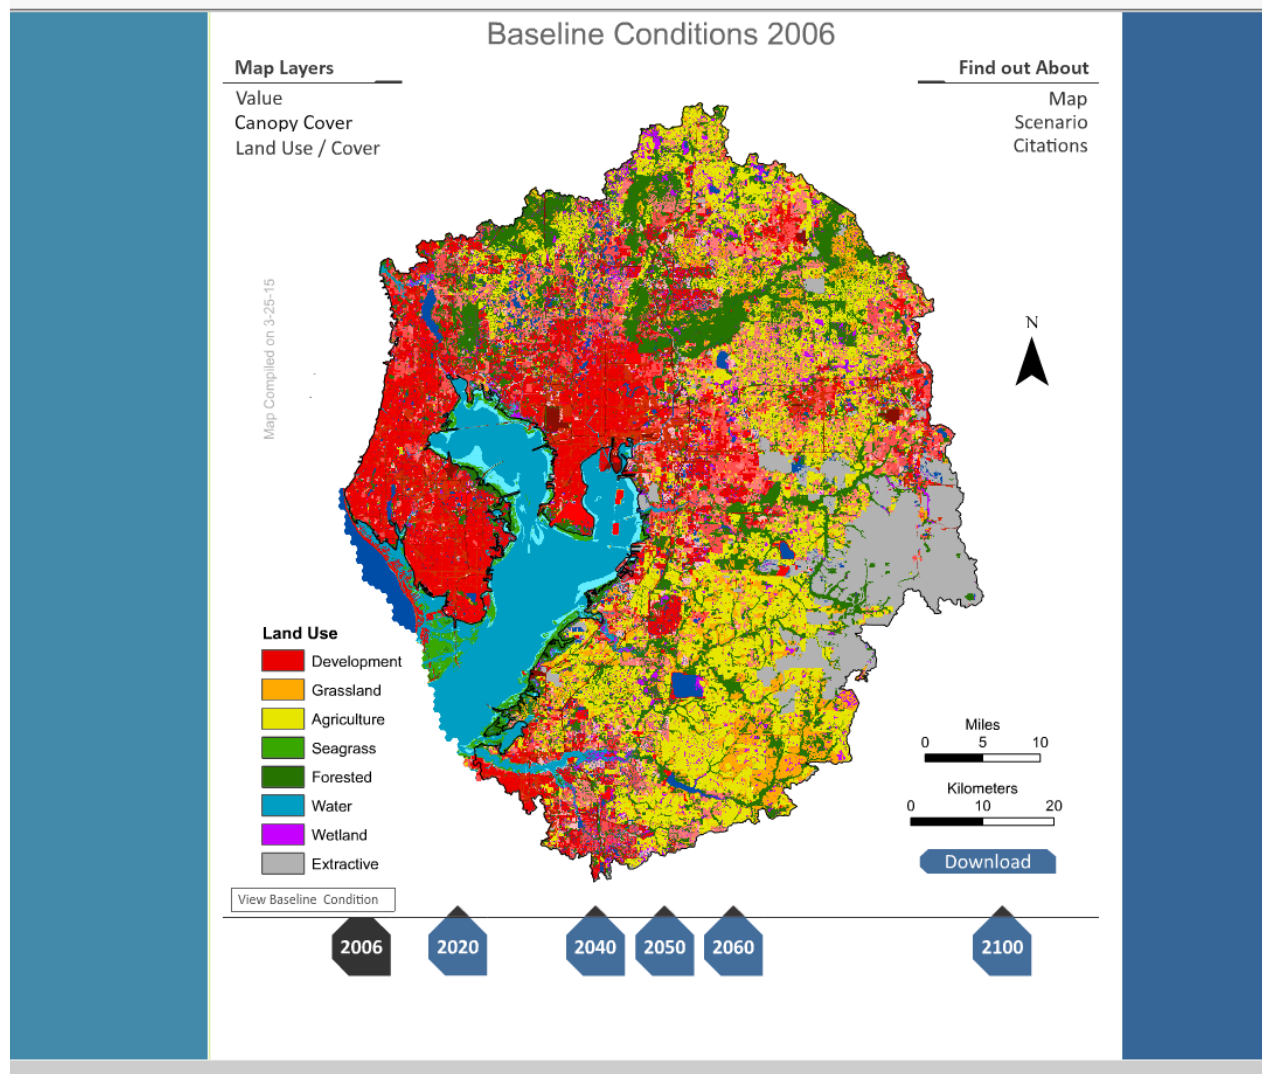 Baseline Conditions 2006
Map Layers
Value
Canopy Cover
Land Use / Cover
Find out About
Map
Scenario
Citations
Map Compiled on 3-25-15
N
Land Use
Development
Grassland
Agriculture
Seagrass
Forested
Water
Wetland
Extractive
Miles
0 5 10
Kilometers
0 10 20
Download
View Baseline Condition
2006 2020 2040 2050 2060 2100